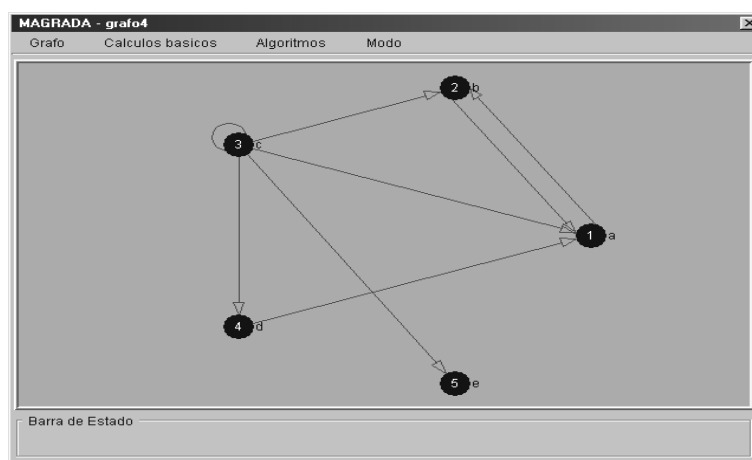 MAGRADA - grafo4
Grafo Calculos basicos Algoritmos Modo
2 b
3 c
1 a
4 d
5 e
Barra de Estado